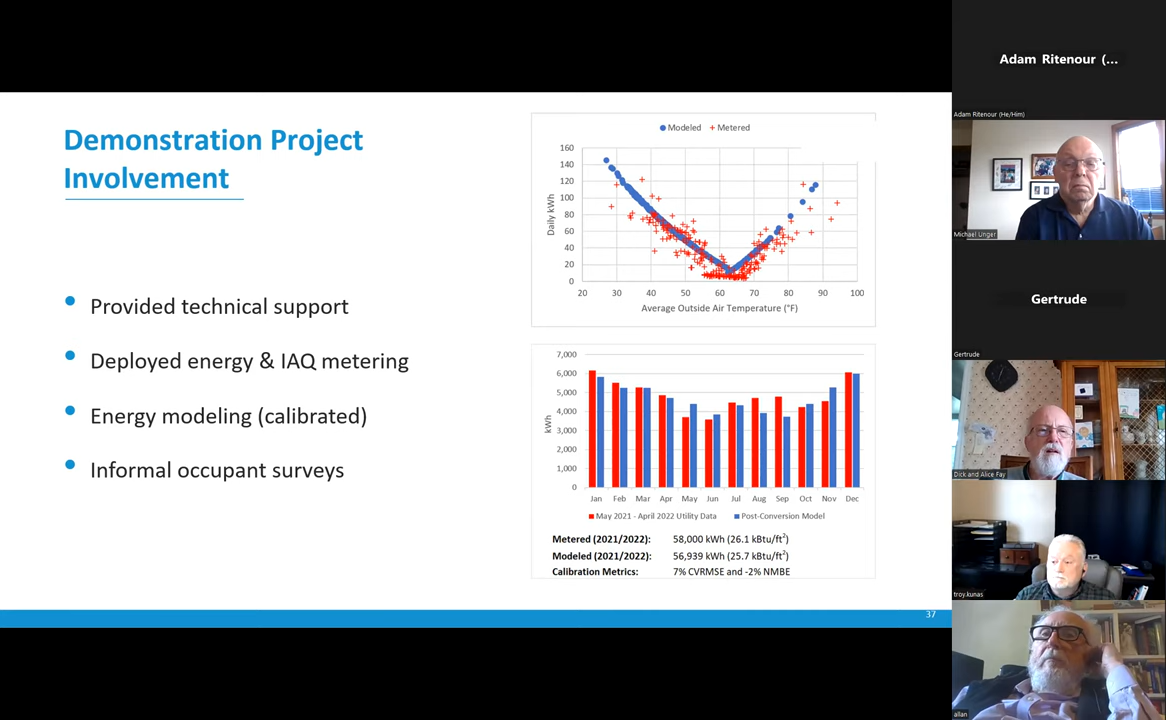 Demonstration Project
Involvement
• Provided technical support
• Deployed energy & IAQ metering
• Energy modeling (calibrated)
• Informal occupant surveys
Modeled Metered
160
140
120
100
80
60
40
20
0
Daily kWh
20 30 40 50 60 70 80 90 100
Average Outside Air Temperature (°F)
7,000
6,000
5,000
4,000
3,000
2,000
1,000
0
kWh
Jan Feb Mar Apr May Jun Jul Aug Sep Oct Nov Dec
May 2021 - April 2022 Utility Data Post-Conversion Model
Metered (2021/2022): 58,000 kWh (26.1 kBtu/ft²)
Modeled (2021/2022): 56,939 kWh (25.7 kBtu/ft²)
Calibration Metrics: 7% CVRMSE and -2% NMBE
37
Adam Ritenour (...
Adam Ritenour (He/Him)
Michael Unger
Gertrude
Gertrude
Dick and Alice Fay
troy.kunas
allan